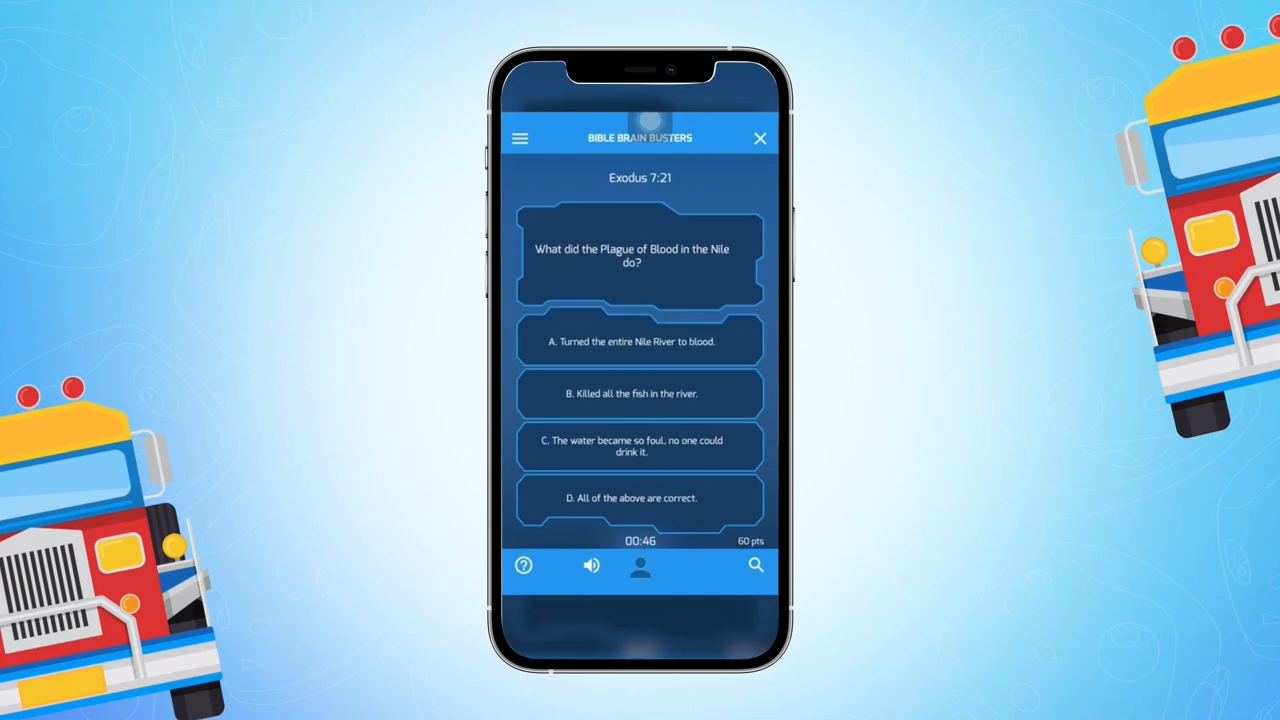 BIBLE BRAIN BUSTERS
Exodus 7:21
What did the Plague of Blood in the Nile
do?
A. Turned the entire Nile River to blood.
B. Killed all the fish in the river.
C. The water became so foul, no one could
drink it.
D. All of the above are correct.
00:46
60 pts